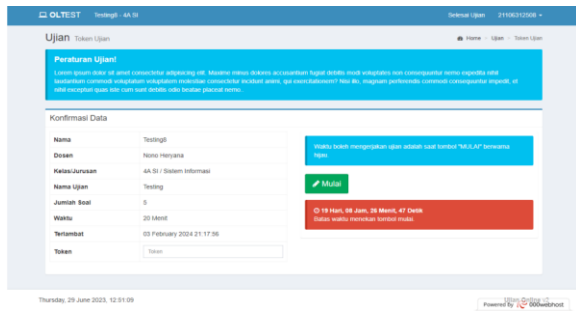 OLTEST Testing8 - 4A SI Selesai Ujian 21106312508
Ujian Token Ujian Home Ujian Token Ujian
Peraturan Ujian!
Lorem ipsum dolor sit amet consectetur adipisicing elit. Maxime minus dolores accusantium fugiat debitis modi voluptates non consequuntur nemo expedita nihil
laudantium commodi voluptatum voluptatem molestiae consectetur incidunt animi, qui exercitationem? Nisi illo, magnam perferendis commodi consequuntur impedit, et
nihil excepturi quas iste cum sunt debitis odio beatae placeat nemo.
Konfirmasi Data
Nama Testing8
Dosen Nono Heryana
Kelas/Jurusan 4A SI / Sistem Informasi
Nama Ujian Testing
Jumlah Soal 5
Waktu 20 Menit
Terlambat 03 February 2024 21:17:56
Token Token
Waktu boleh mengerjakan ujian adalah saat tombol "MULAI" berwarna
hijau.
Mulai
19 Hari, 08 Jam, 39 Menit, 47 Detik
Batas waktu menekan tombol mulai.
Thursday, 29 June 2023, 12:51:09
Powered by 000webhost